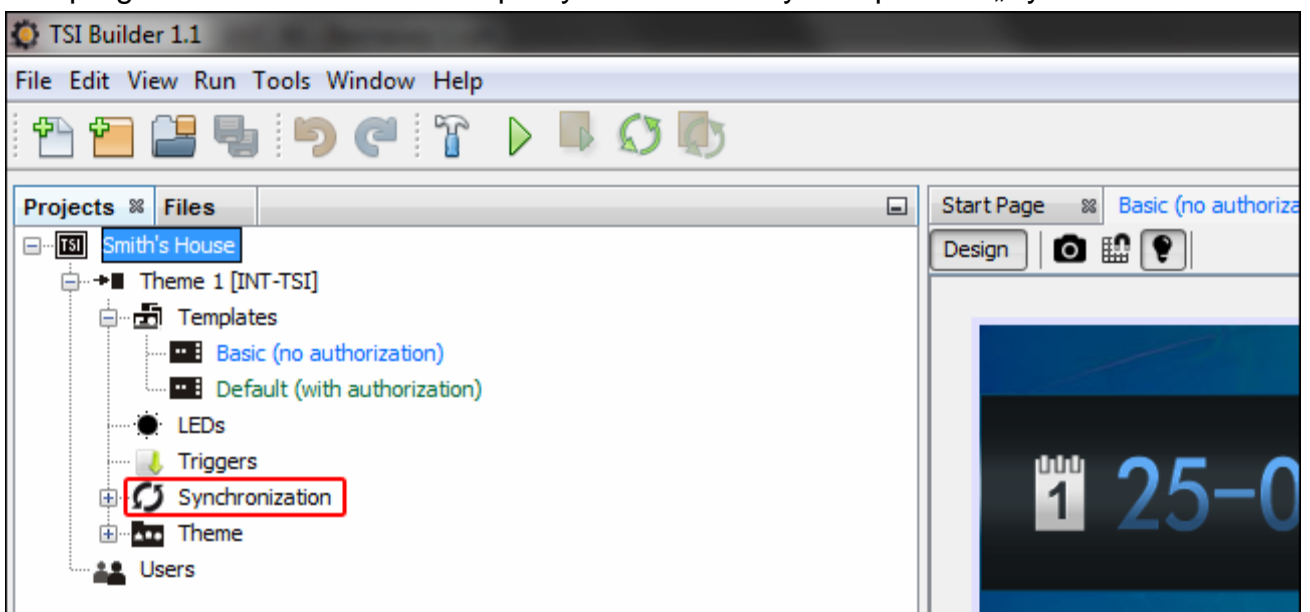 TSI Builder 1.1
File Edit View Run Tools Window Help
Projects Files
Start Page Basic (no authoriza
TSI Smith's House
Design
Theme 1 [INT-TSI]
Templates
Basic (no authorization)
Default (with authorization)
LEDs
Triggers
1 25-0
Synchronization
Theme
Users